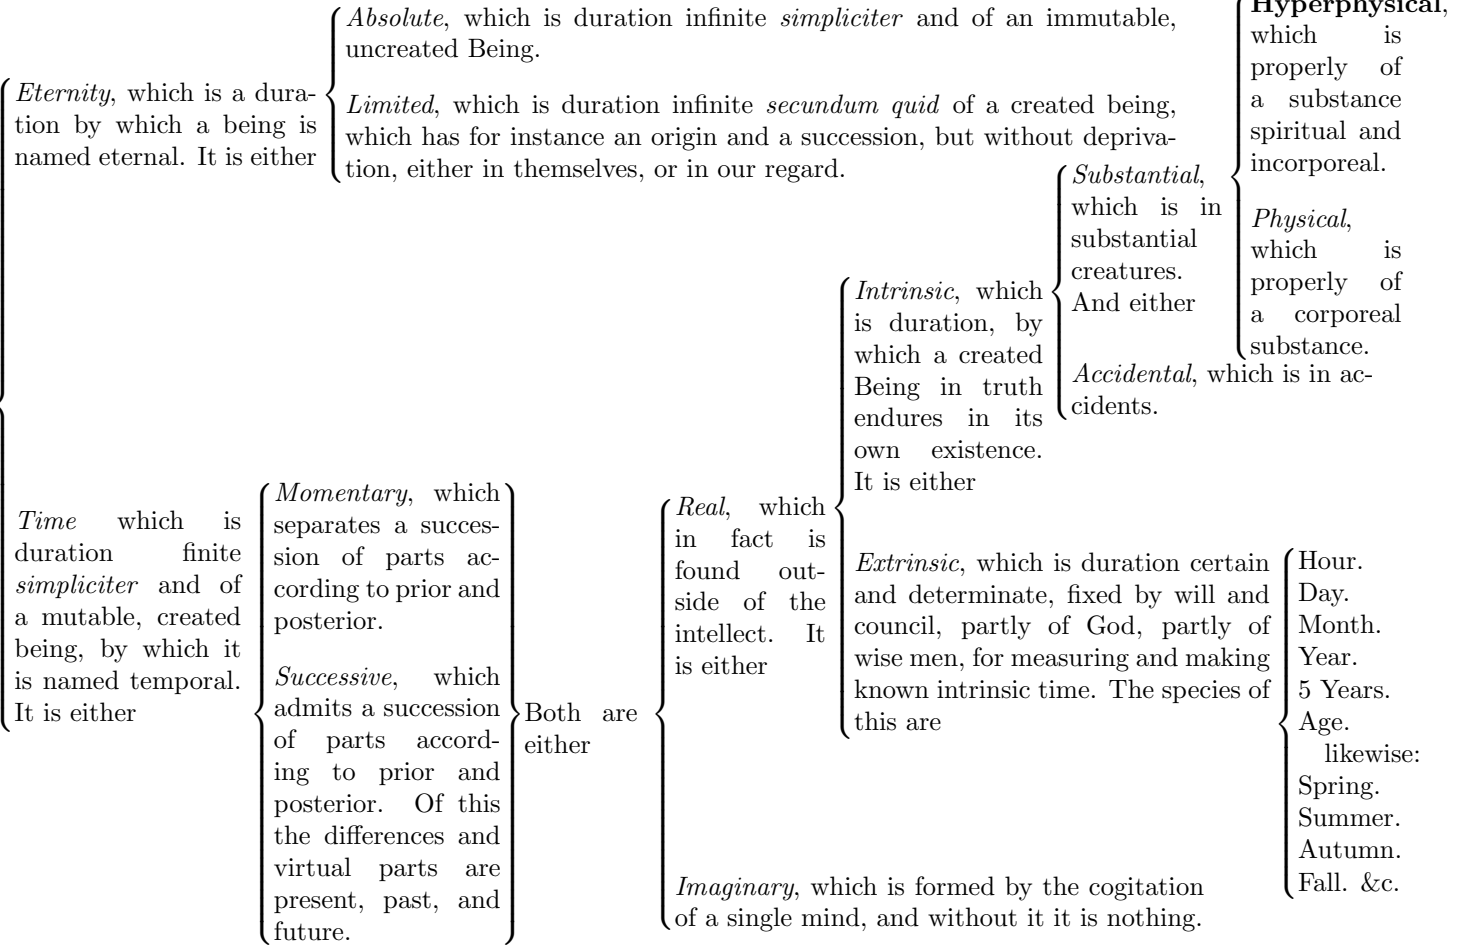 Eternity, which is a dura-
tion by which a being is
named eternal. It is either
Absolute, which is duration infinite simpliciter and of an immutable,
uncreated Being.
Limited, which is duration infinite secundum quid of a created being,
which has for instance an origin and a succession, but without depriva-
tion, either in themselves, or in our regard.
Time which is
duration finite
simpliciter and of
a mutable, created
being, by which it
is named temporal.
It is either
Momentary, which
separates a succes-
sion of parts ac-
cording to prior and
posterior.
Successive, which
admits a succession
of parts accord-
ing to prior and
posterior. Of this
the differences and
virtual parts are
present, past, and
future.
Both are
either
Real, which
in fact is
found out-
side of the
intellect. It
is either
Intrinsic, which
is duration, by
which a created
Being in truth
endures in its
own existence.
It is either
Substantial,
which is in
substantial
creatures.
And either
Hyperphysical,
which is
properly of
a substance
spiritual and
incorporeal.
Physical,
which is
properly of
a corporeal
substance.
Accidental, which is in ac-
cidents.
Extrinsic, which is duration certain
and determinate, fixed by will and
council, partly of God, partly of
wise men, for measuring and making
known intrinsic time. The species of
this are
Hour.
Day.
Month.
Year.
5 Years.
Age.
likewise:
Spring.
Summer.
Autumn.
Fall. &c.
Imaginary, which is formed by the cogitation
of a single mind, and without it it is nothing.